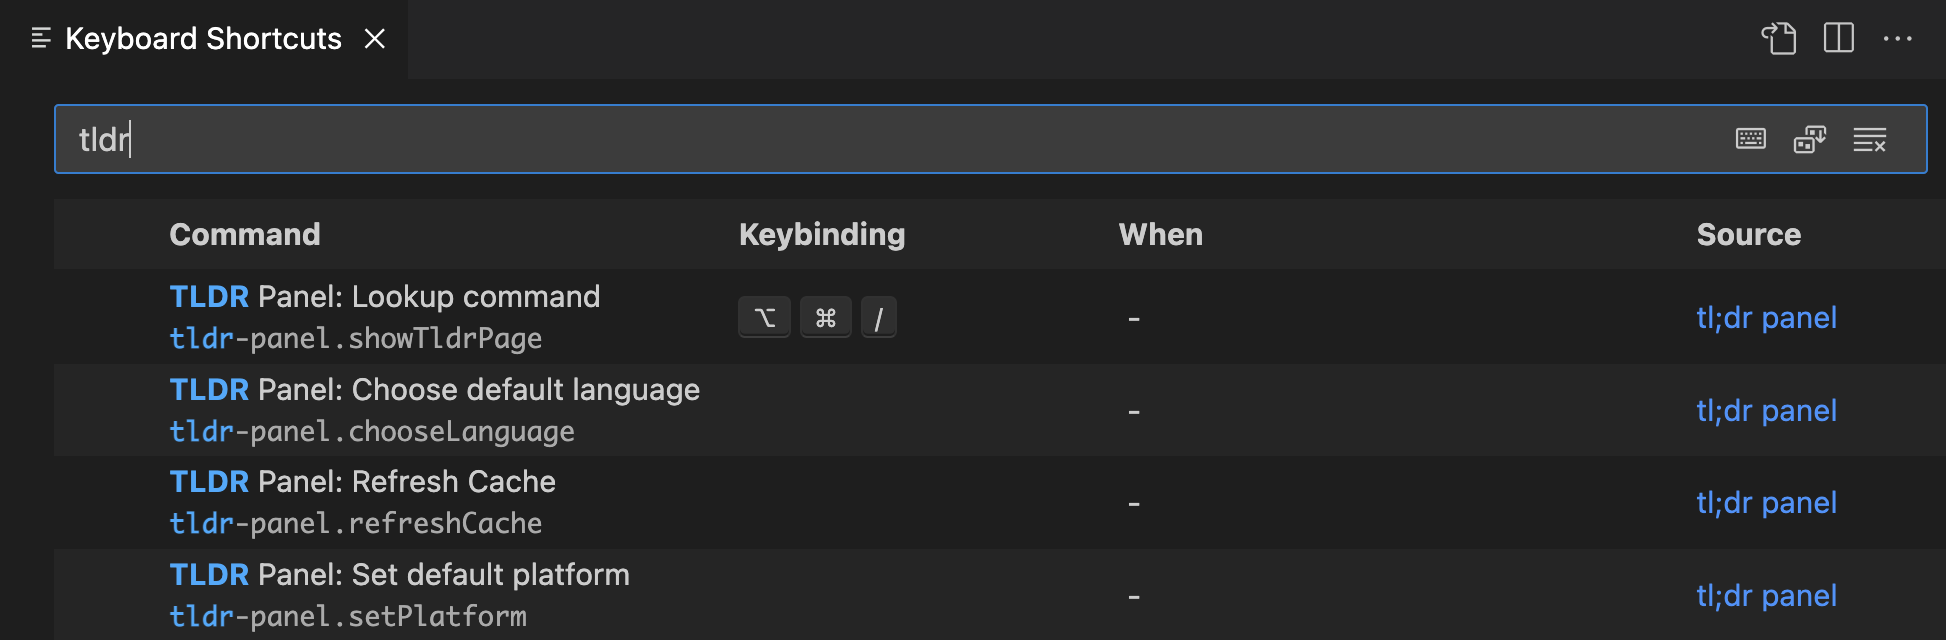 Keyboard Shortcuts
tldr
Command Keybinding When Source
TLDR Panel: Lookup command
tldr-panel.showTldrPage
⌥ ⌘ / - tl;dr panel
TLDR Panel: Choose default language
tldr-panel.chooseLanguage
- tl;dr panel
TLDR Panel: Refresh Cache
tldr-panel.refreshCache
- tl;dr panel
TLDR Panel: Set default platform
tldr-panel.setPlatform
- tl;dr panel